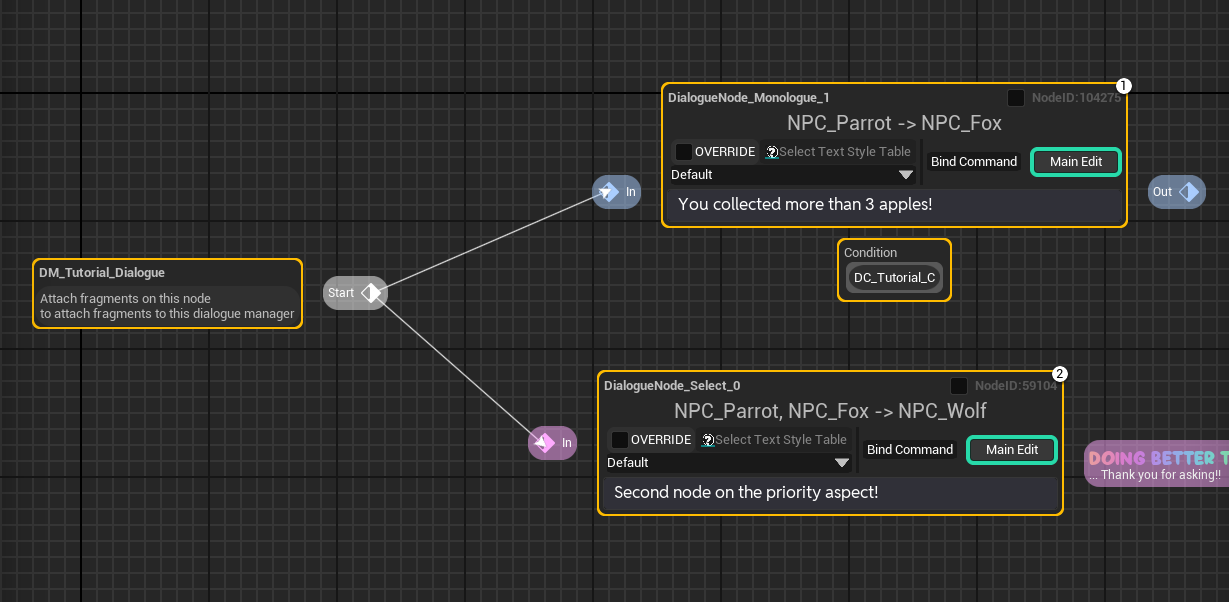 DialogueNode_Monologue_1
NodeID:104275
1
NPC_Parrot -> NPC_Fox
OVERRIDE
Select Text Style Table
Bind Command
Main Edit
Default
In
You collected more than 3 apples!
Out
Condition
DC_Tutorial_C
DM_Tutorial_Dialogue
Attach fragments on this node
to attach fragments to this dialogue manager
Start
DialogueNode_Select_0
NodeID:59104
2
NPC_Parrot, NPC_Fox -> NPC_Wolf
OVERRIDE
Select Text Style Table
Bind Command
Main Edit
Default
In
Second node on the priority aspect!
DOING BETTER T
... Thank you for asking!!